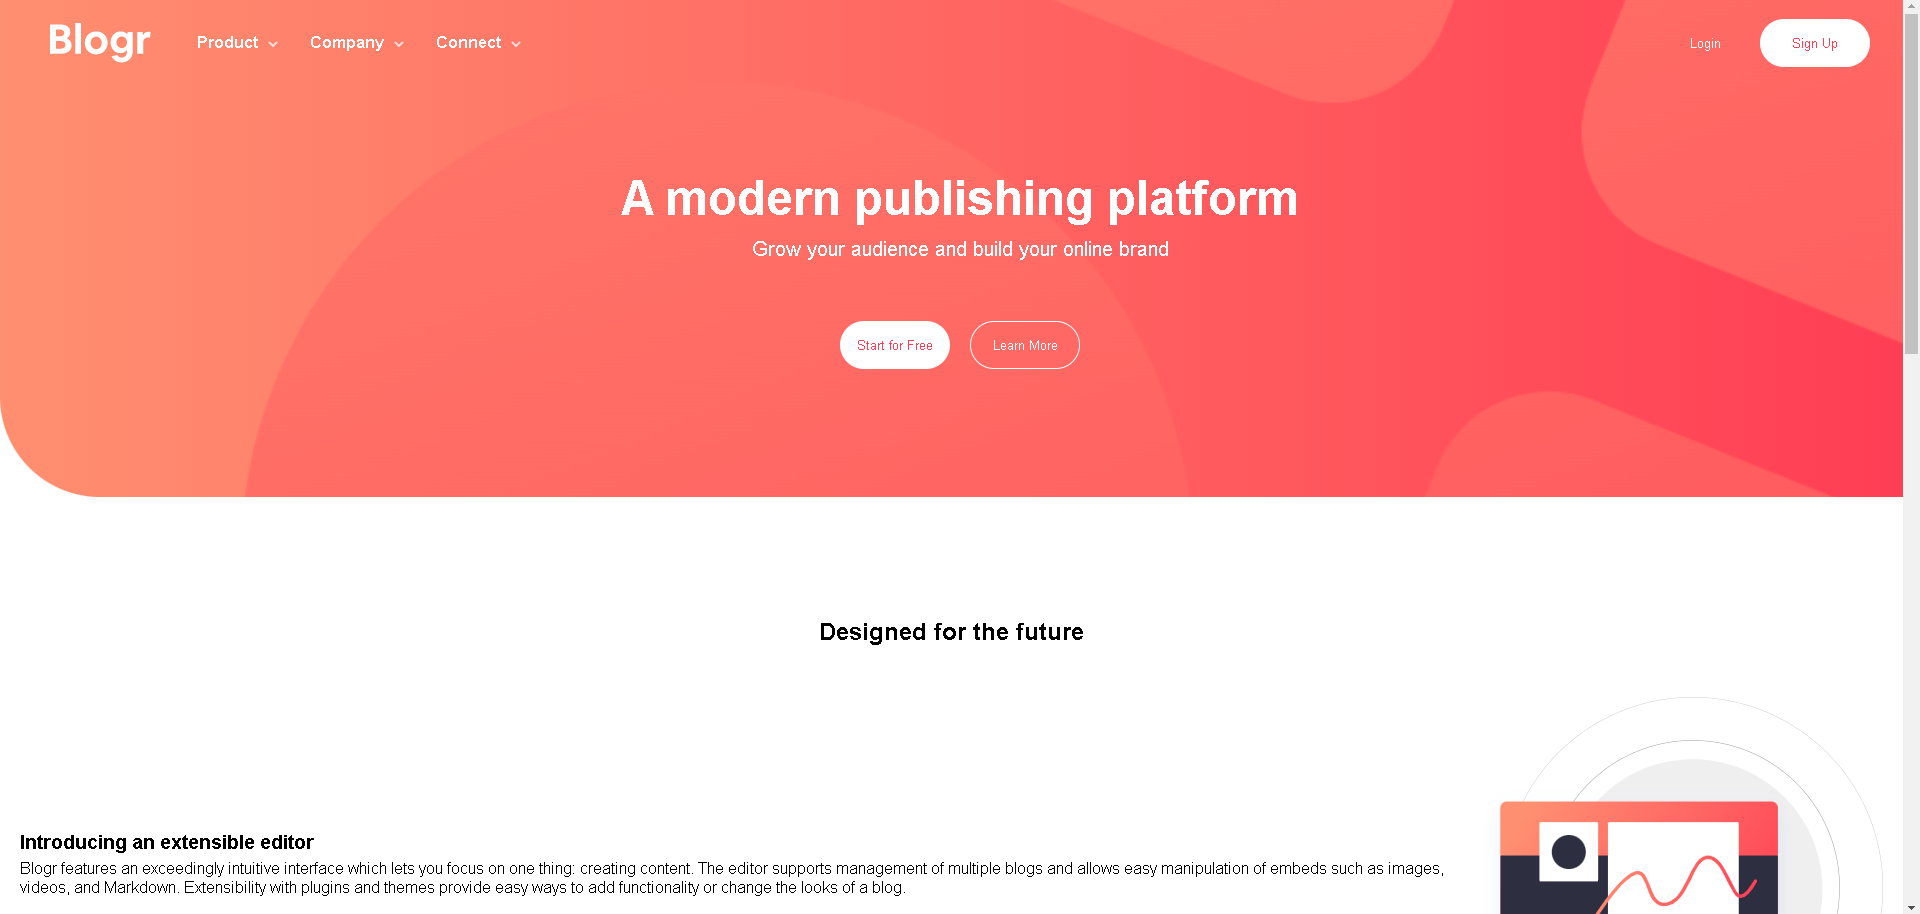 Blogr Product Company Connect Login Sign Up
A modern publishing platform
Grow your audience and build your online brand
Start for Free Learn More
Designed for the future
Introducing an extensible editor
Blogr features an exceedingly intuitive interface which lets you focus on one thing: creating content. The editor supports management of multiple blogs and allows easy manipulation of embeds such as images,
videos, and Markdown. Extensibility with plugins and themes provide easy ways to add functionality or change the looks of a blog.